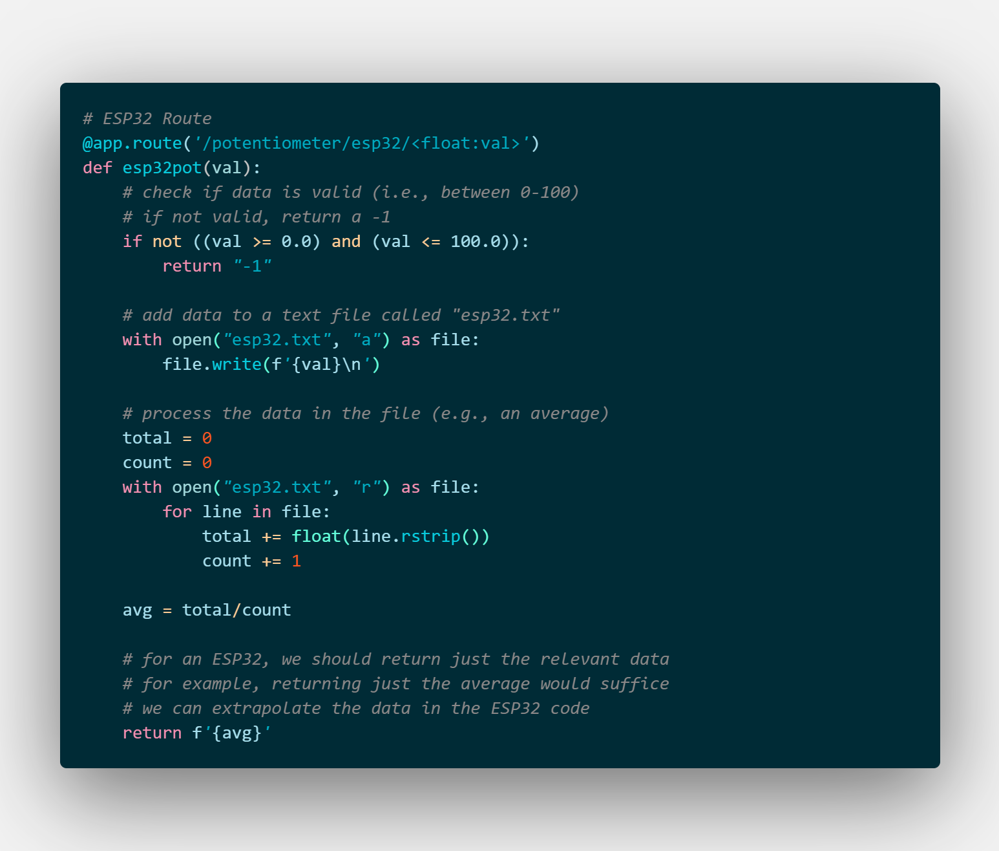 # ESP32 Route
@app.route('/potentiometer/esp32/<float:val>')
def esp32pot(val):
    # check if data is valid (i.e., between 0-100)
    # if not valid, return a -1
    if not ((val >= 0.0) and (val <= 100.0)):
        return "-1"

    # add data to a text file called "esp32.txt"
    with open("esp32.txt", "a") as file:
        file.write(f'{val}\n')

    # process the data in the file (e.g., an average)
    total = 0
    count = 0
    with open("esp32.txt", "r") as file:
        for line in file:
            total += float(line.rstrip())
            count += 1

    avg = total/count

    # for an ESP32, we should return just the relevant data
    # for example, returning just the average would suffice
    # we can extrapolate the data in the ESP32 code
    return f'{avg}'